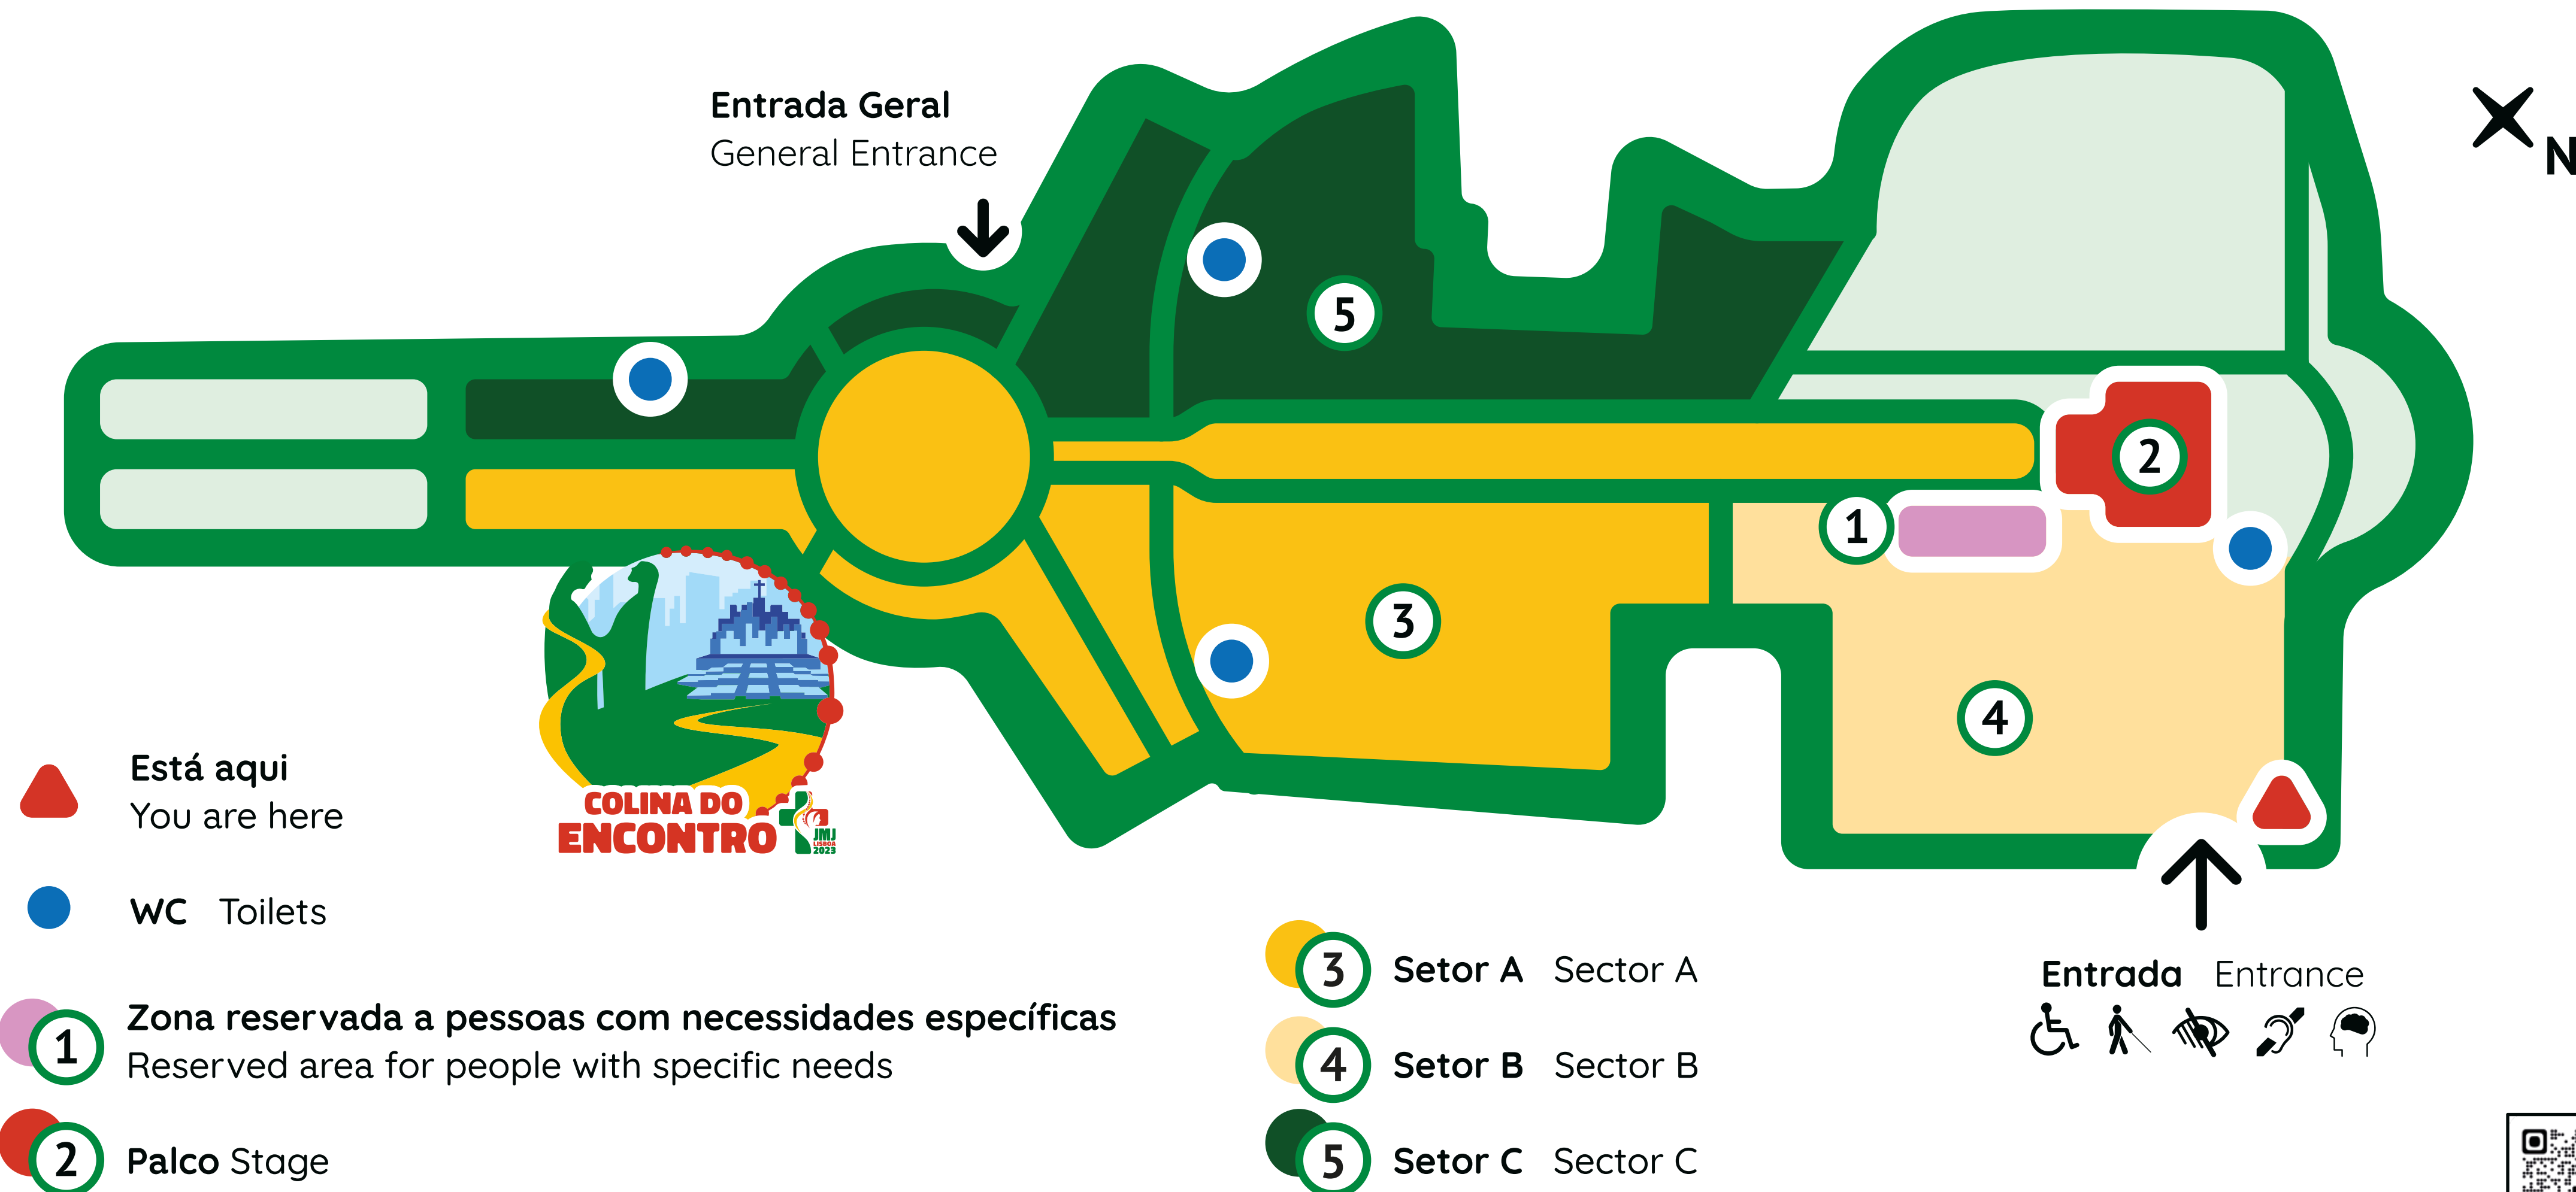 Entrada Geral
General Entrance
N
5
2
1
3
4
COLINA DO
ENCONTRO
JMJ
LISBOA
2023
Está aqui
You are here
WC Toilets
1 Zona reservada a pessoas com necessidades específicas
Reserved area for people with specific needs
2 Palco Stage
3 Setor A Sector A
4 Setor B Sector B
5 Setor C Sector C
Entrada Entrance